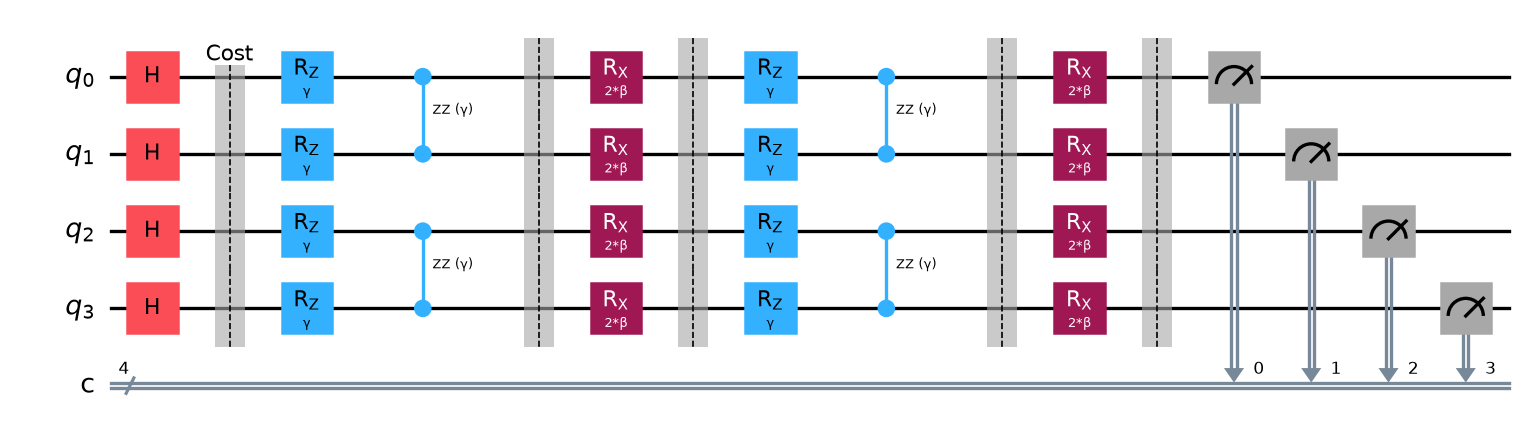 Cost
q0 H RZ γ RX 2*β RZ γ RX 2*β
ZZ (γ) ZZ (γ)
q1 H RZ γ RX 2*β RZ γ RX 2*β
q2 H RZ γ RX 2*β RZ γ RX 2*β
ZZ (γ) ZZ (γ)
q3 H RZ γ RX 2*β RZ γ RX 2*β
c 4 0 1 2 3